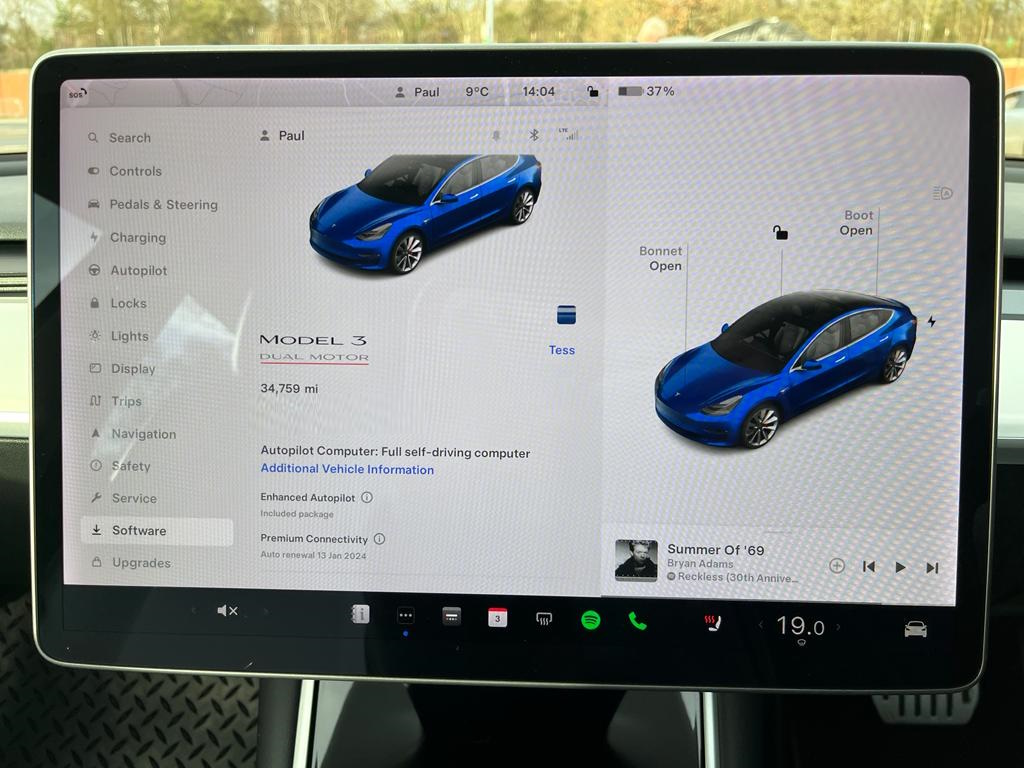 SOS
Paul 9°C 14:04 37%
Search
Controls
Pedals & Steering
Charging
Autopilot
Locks
Lights
Display
Trips
Navigation
Safety
Service
Software
Upgrades
Paul
LTE
MODEL 3
DUAL MOTOR
34,759 mi
Tess
Autopilot Computer: Full self-driving computer
Additional Vehicle Information
Enhanced Autopilot
Included package
Premium Connectivity
Auto renewal 13 Jan 2024
Boot
Open
Bonnet
Open
Summer Of '69
Bryan Adams
Reckless (30th Annive...
3
19.0